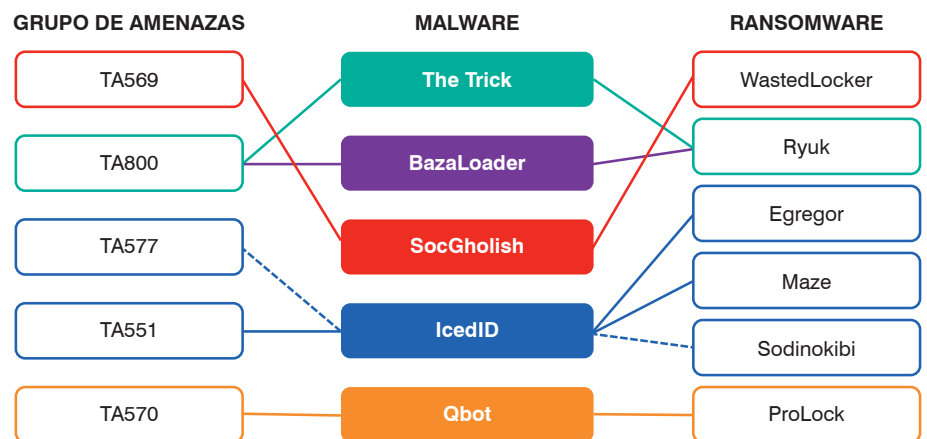 GRUPO DE AMENAZAS
MALWARE
RANSOMWARE
TA569
The Trick
WastedLocker
TA800
BazaLoader
Ryuk
TA577
SocGholish
Egregor
TA551
IcedID
Maze
Sodinokibi
TA570
Qbot
ProLock